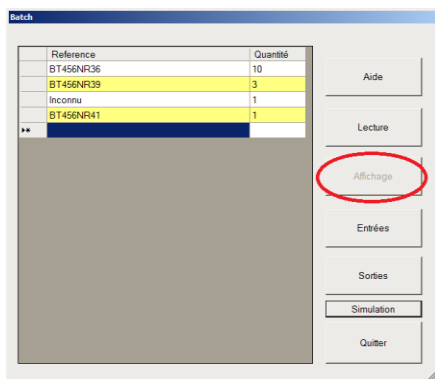 Batch
Reference Quantité
BT456NR36 10
BT456NR39 3
Inconnu 1
BT456NR41 1
Aide
Lecture
Affichage
Entrées
Sorties
Simulation
Quitter